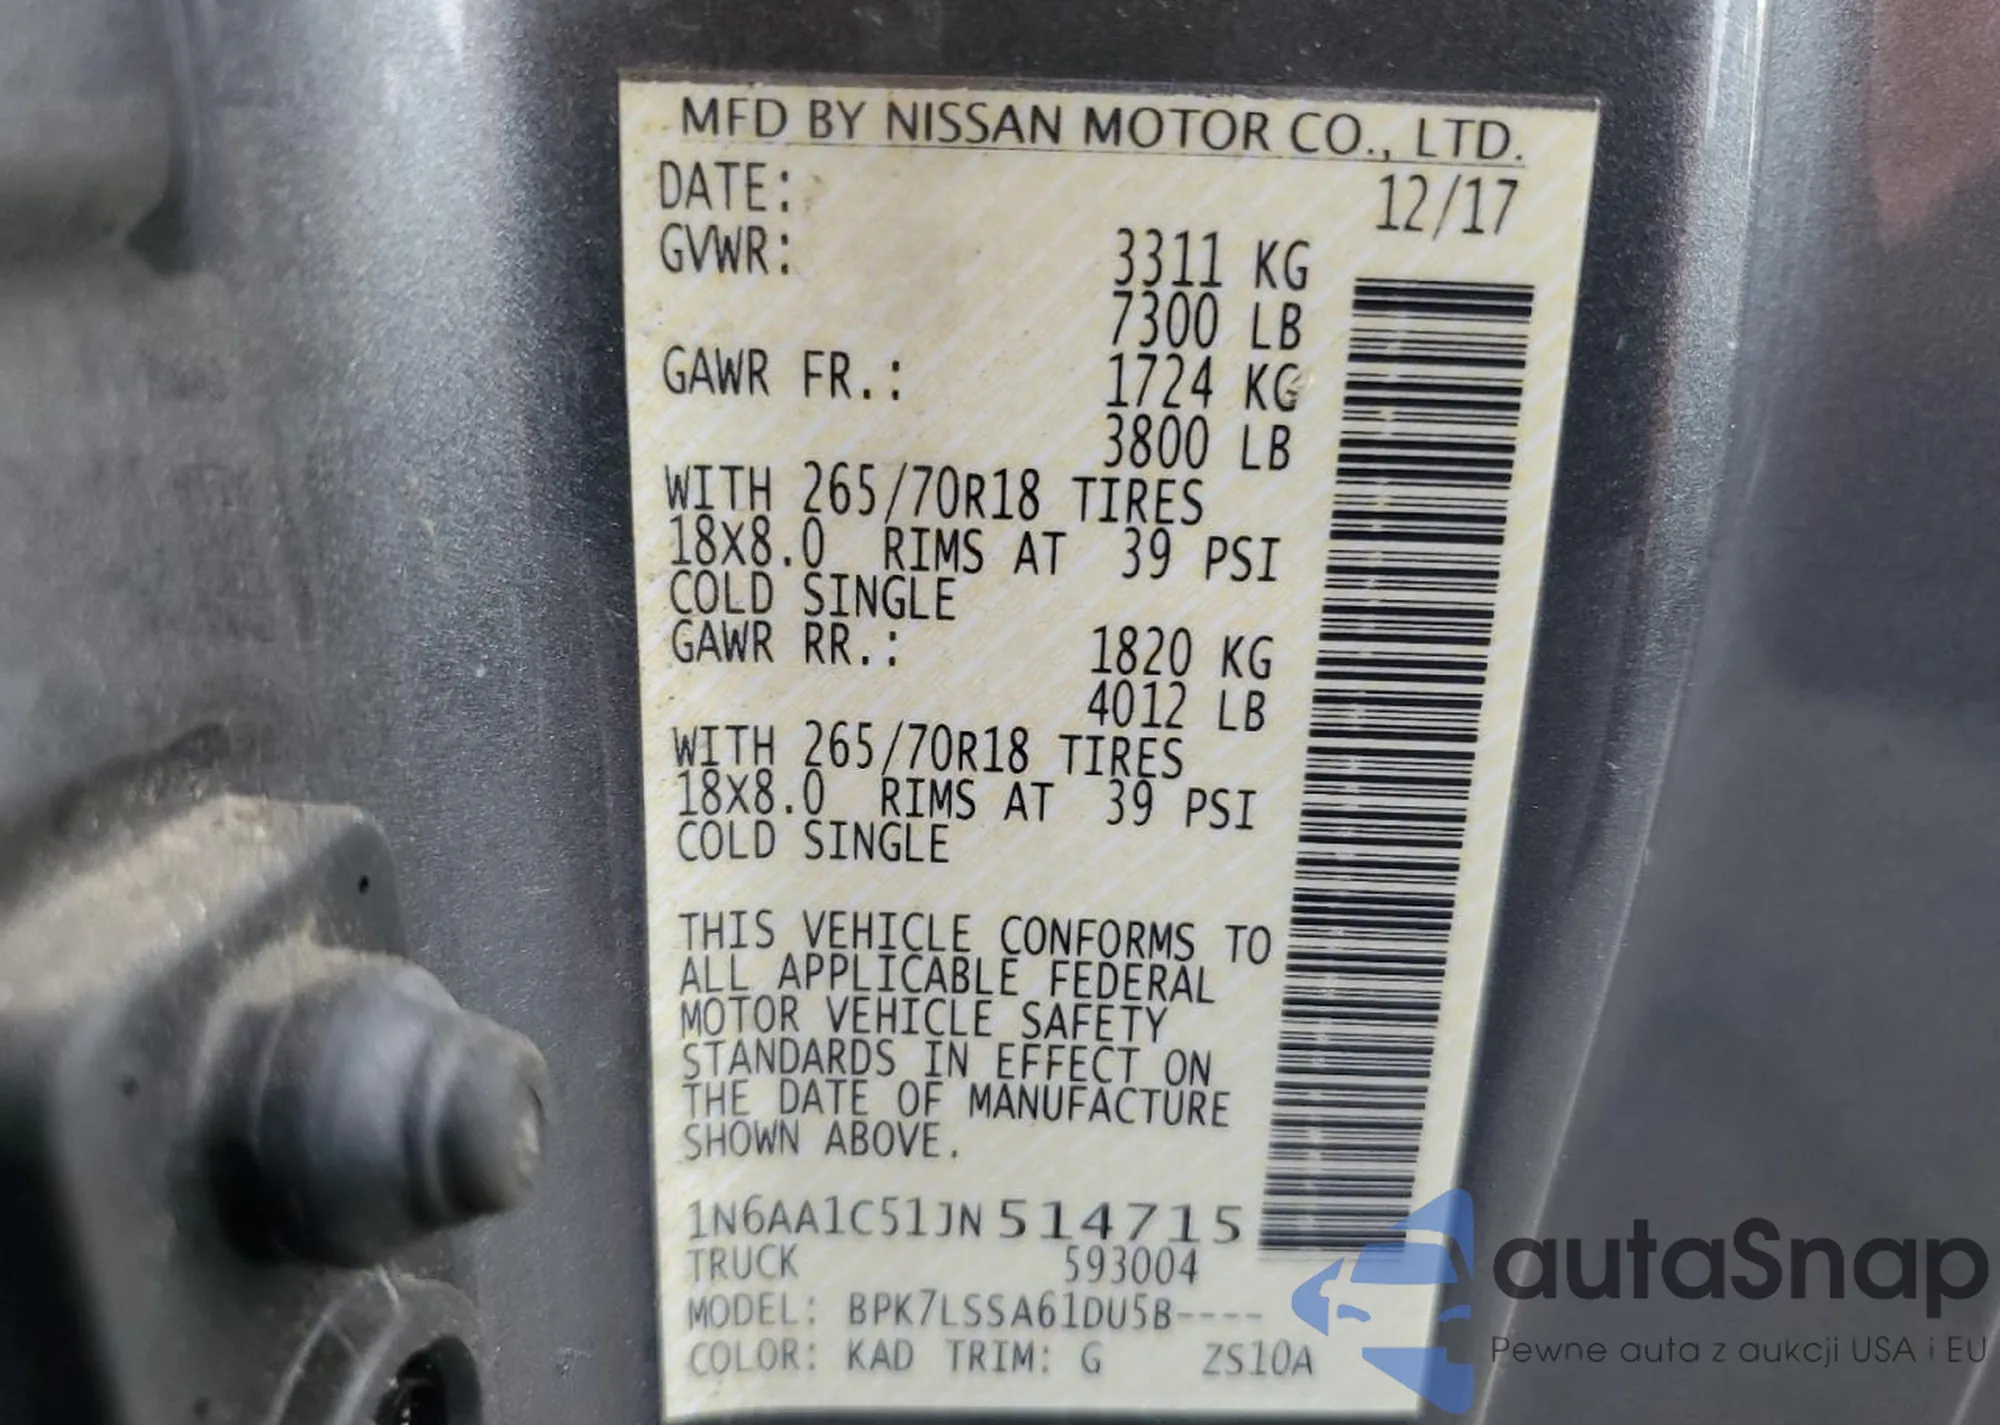 MFD BY NISSAN MOTOR CO., LTD.
DATE: 12/17
GVWR: 3311 KG
7300 LB
GAWR FR.: 1724 KG
3800 LB
WITH 265/70R18 TIRES
18X8.0 RIMS AT 39 PSI
COLD SINGLE
GAWR RR.: 1820 KG
4012 LB
WITH 265/70R18 TIRES
18X8.0 RIMS AT 39 PSI
COLD SINGLE
THIS VEHICLE CONFORMS TO
ALL APPLICABLE FEDERAL
MOTOR VEHICLE SAFETY
STANDARDS IN EFFECT ON
THE DATE OF MANUFACTURE
SHOWN ABOVE.
1N6AA1C51JN514715
TRUCK 593004
MODEL: BPK7LSSA61DU5B----
COLOR: KAD TRIM: G ZS10A
autaSnap
Pewne auta z aukcji USA i EU